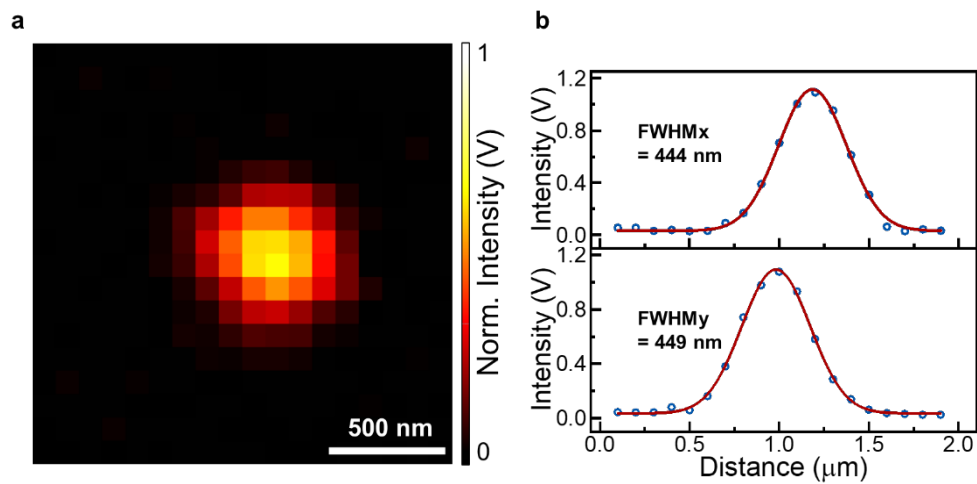 a
1
Norm. Intensity (V)
0
500 nm
b
1.2
0.8
0.4
0.0
Intensity (V)
FWHMx
= 444 nm
1.2
0.8
0.4
0.0
Intensity (V)
FWHMy
= 449 nm
0.0 0.5 1.0 1.5 2.0
Distance (μm)